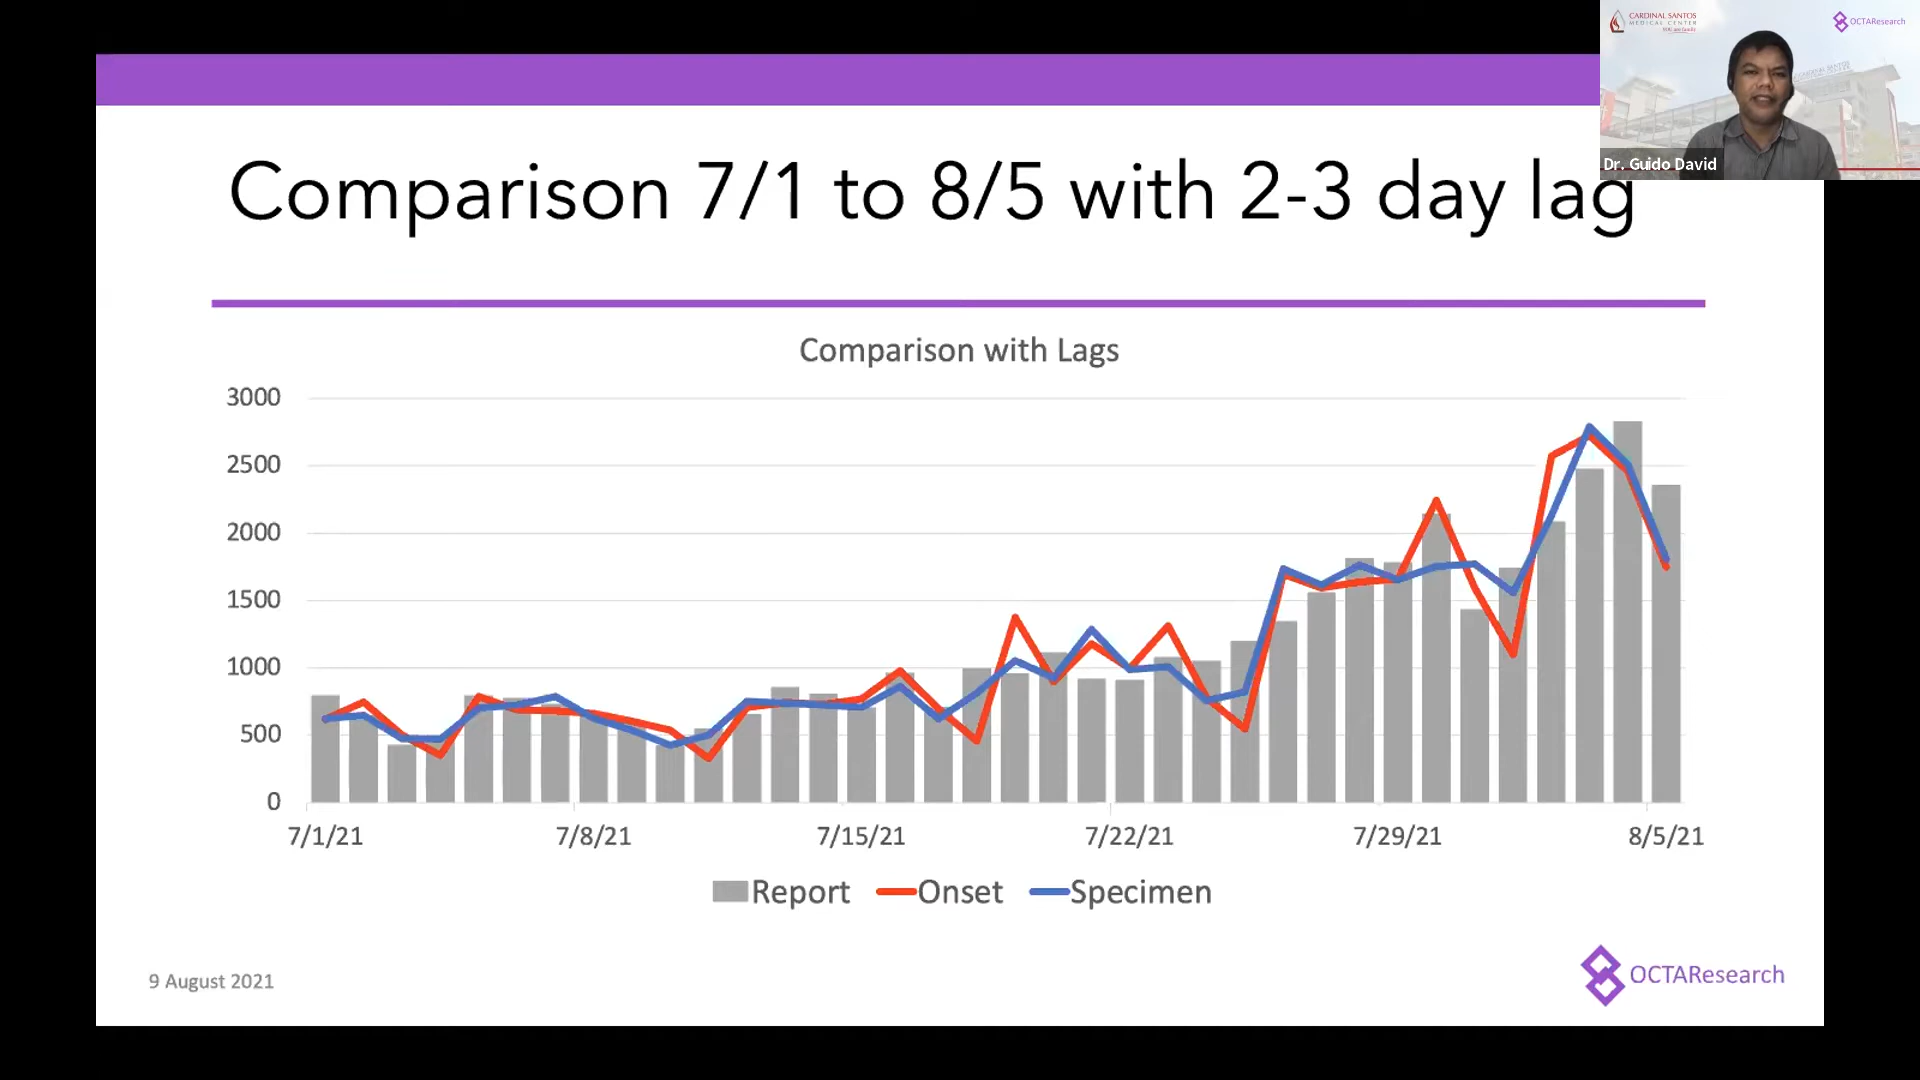 CARDINAL SANTOS
MEDICAL CENTER
OCTAResearch
Dr. Guido David
Comparison 7/1 to 8/5 with 2-3 day lag
Comparison with Lags
3000
2500
2000
1500
1000
500
0
7/1/21 7/8/21 7/15/21 7/22/21 7/29/21 8/5/21
Report Onset Specimen
9 August 2021
OCTAResearch